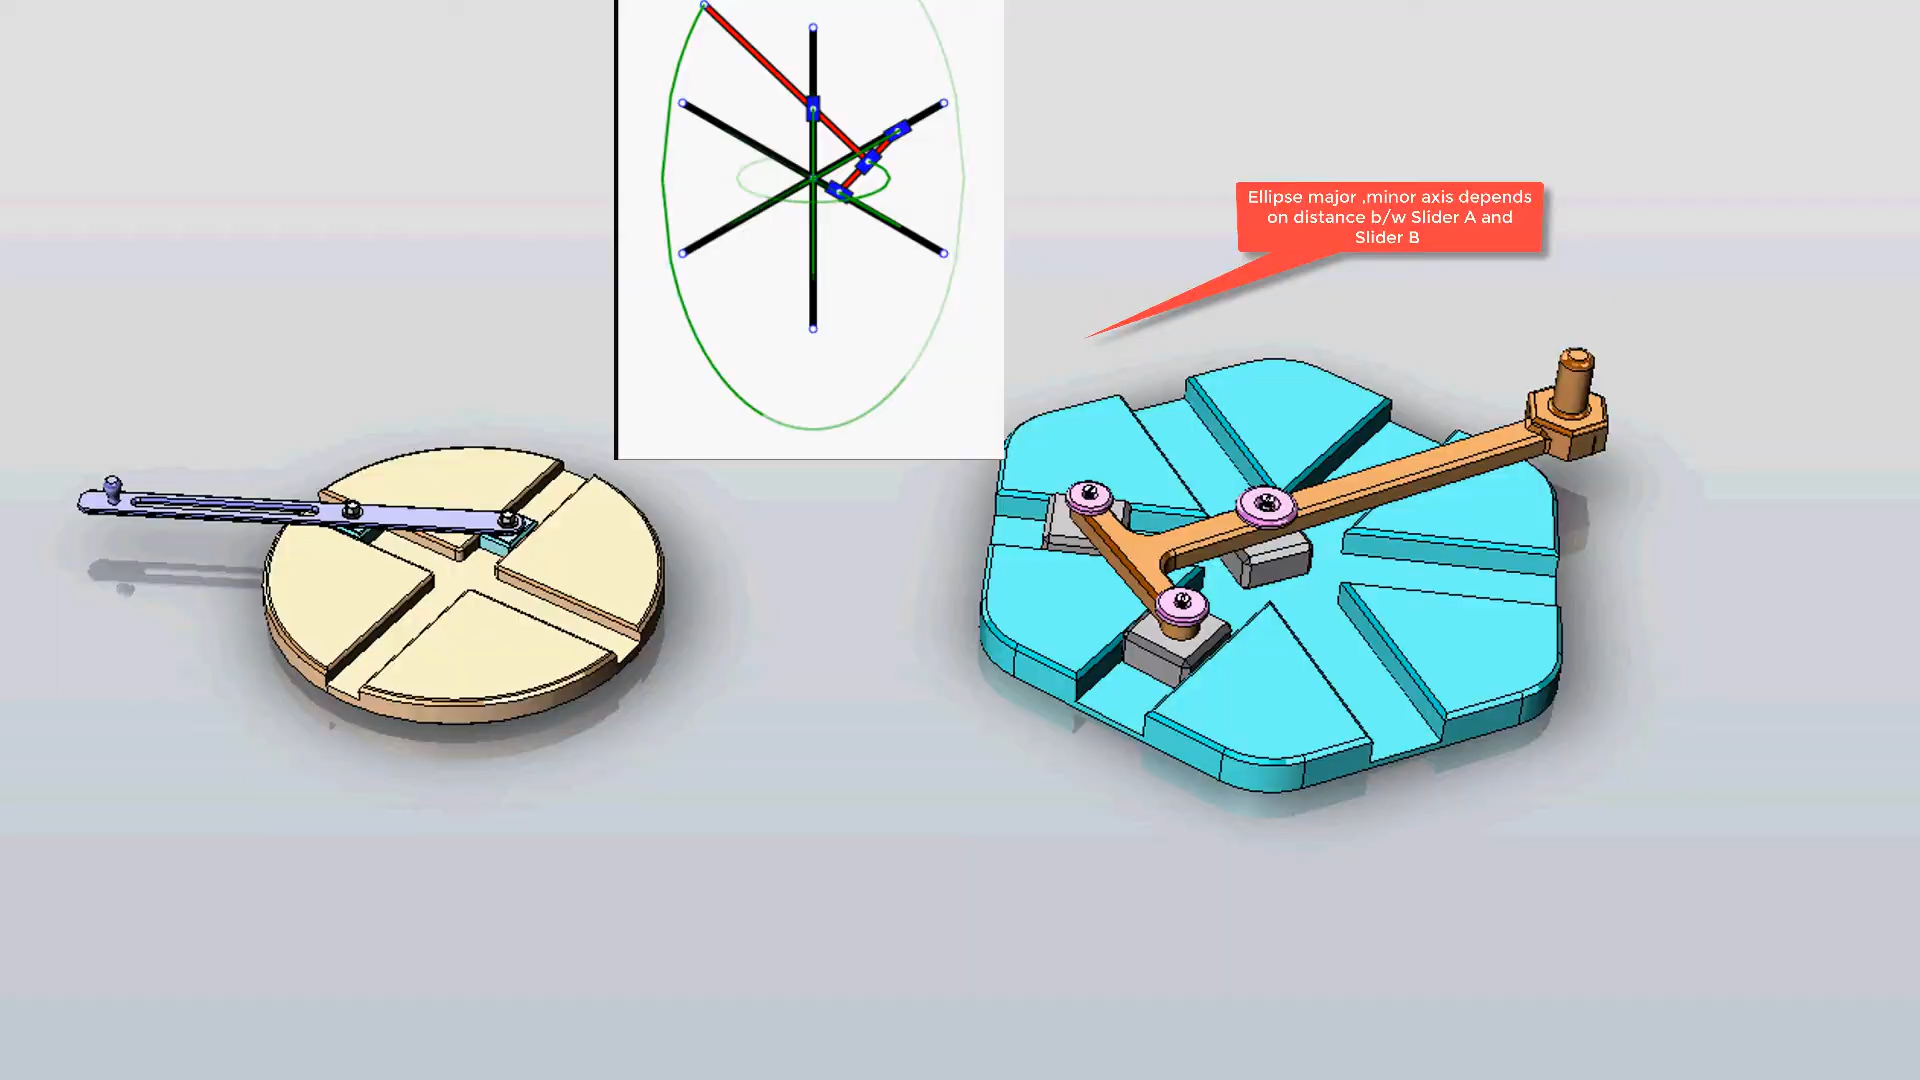 Ellipse major ,minor axis depends
on distance b/w Slider A and
Slider B